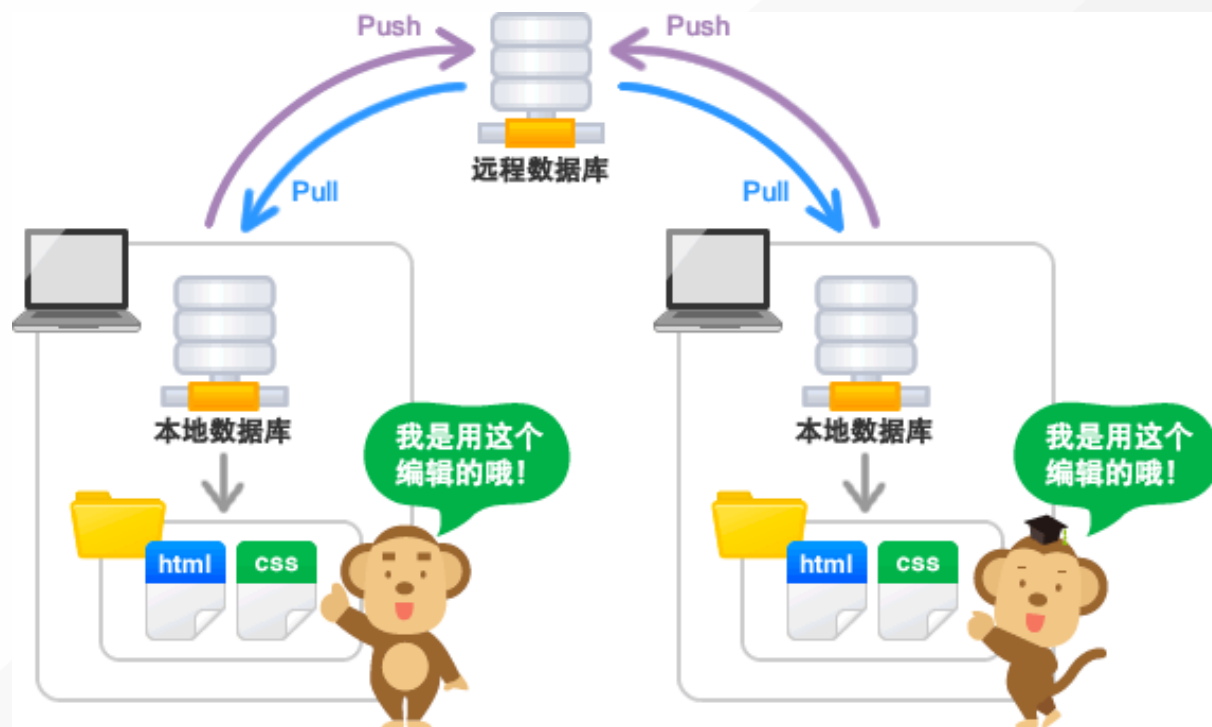 Push
Push
远程数据库
Pull
Pull
本地数据库
本地数据库
我是用这个
编辑的哦！
我是用这个
编辑的哦！
html
css
html
css